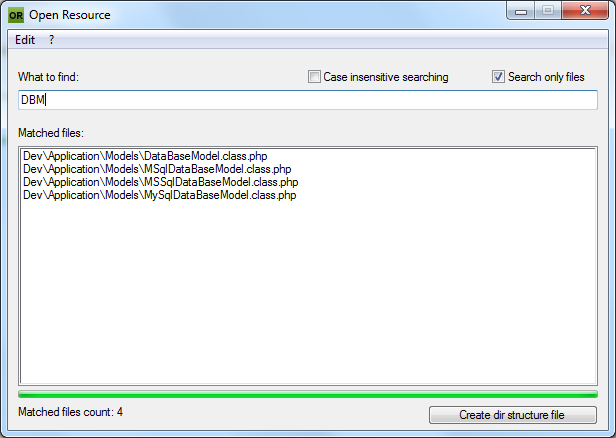 OR Open Resource
Edit ?
What to find:
Case insensitive searching
Search only files
DBM
Matched files:
Dev\Application\Models\DataBaseModel.class.php
Dev\Application\Models\MSqlDataBaseModel.class.php
Dev\Application\Models\MSSqlDataBaseModel.class.php
Dev\Application\Models\MySqlDataBaseModel.class.php
Matched files count: 4
Create dir structure file